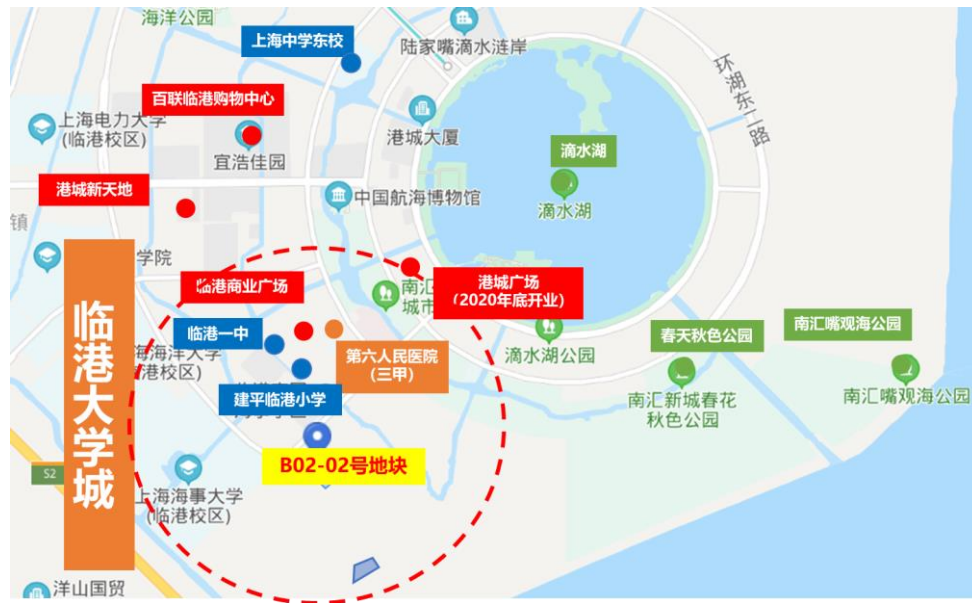 海洋公园
上海中学东校
陆家嘴滴水涟岸
环湖东二路
百联临港购物中心
上海电力大学
(临港校区)
宜浩佳园
港城大厦
滴水湖
滴水湖
港城新天地
中国航海博物馆
镇
学院
临港商业广场
南汇
城市
港城广场
(2020年底开业)
临港大学城
临港一中
海海洋大学
港校区)
第六人民医院
(三甲)
滴水湖公园
春天秋色公园
南汇嘴观海公园
南汇新城春花
秋色公园
南汇嘴观海公园
建平临港小学
B02-02号地块
S2
上海海事大学
(临港校区)
洋山国贸